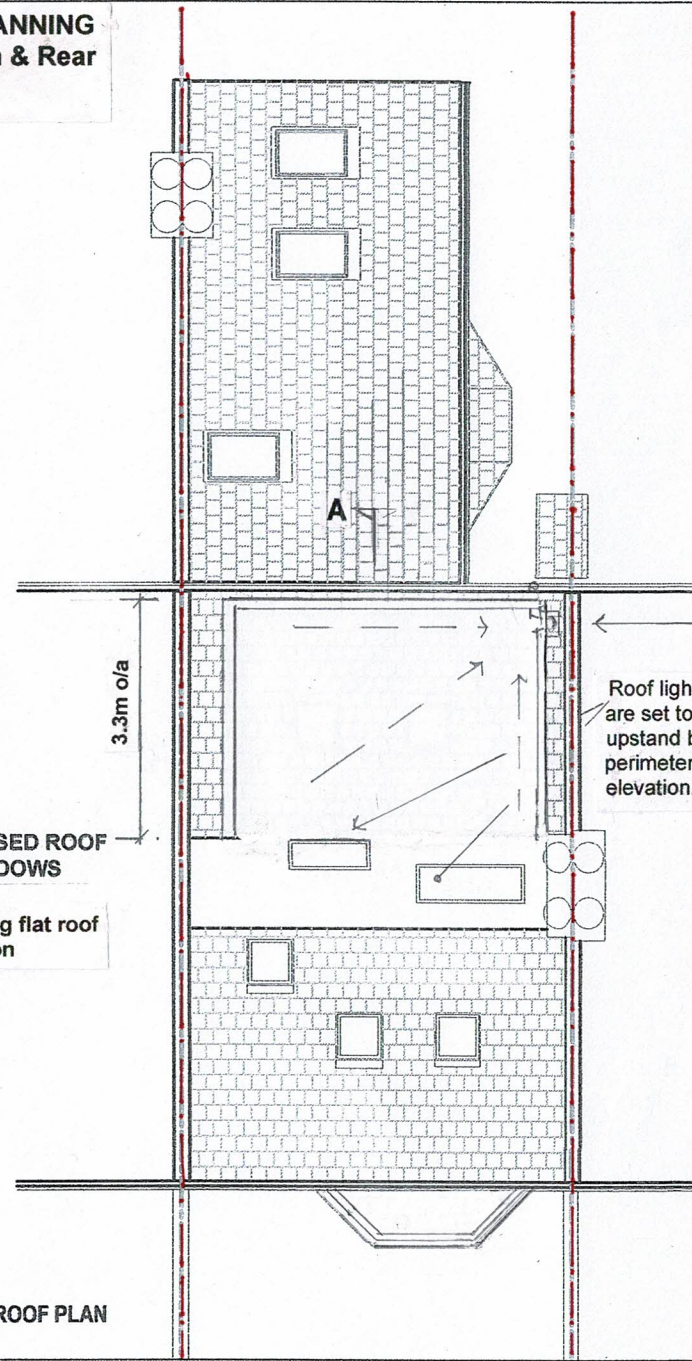 ANNING
& Rear
A
3.3m o/a
Roof ligh
are set to
upstand b
perimeter
elevation
SED ROOF
DOWS
g flat roof
on
ROOF PLAN